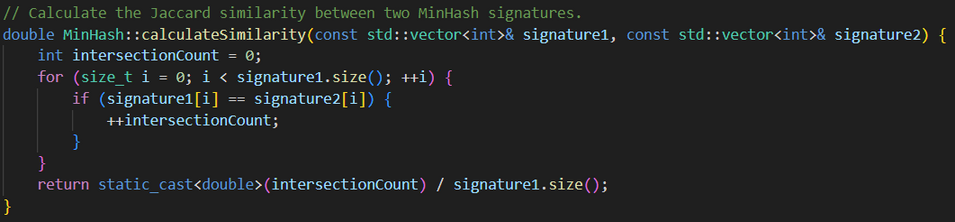 // Calculate the Jaccard similarity between two MinHash signatures.
double MinHash::calculateSimilarity(const std::vector<int>& signature1, const std::vector<int>& signature2) {
    int intersectionCount = 0;
    for (size_t i = 0; i < signature1.size(); ++i) {
        if (signature1[i] == signature2[i]) {
            ++intersectionCount;
        }
    }
    return static_cast<double>(intersectionCount) / signature1.size();
}